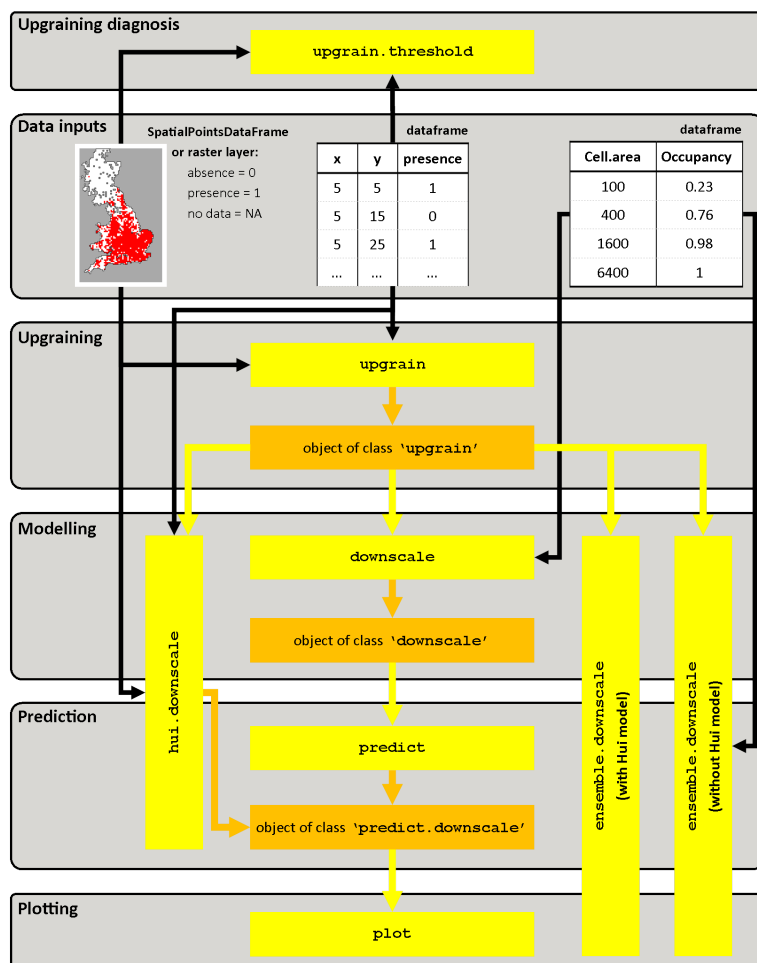 Upgraining diagnosis
upgrain.threshold
Data inputs
SpatialPointsDataFrame
or raster layer:
absence = 0
presence = 1
no data = NA
dataframe
x y presence
5 5 1
5 15 0
5 25 1
... ... ...
dataframe
Cell.area Occupancy
100 0.23
400 0.76
1600 0.98
6400 1
Upgraining
upgrain
object of class ‘upgrain’
Modelling
downscale
object of class ‘downscale’
hui.downscale
ensemble.downscale
(with Hui model)
ensemble.downscale
(without Hui model)
Prediction
predict
object of class ‘predict.downscale’
Plotting
plot